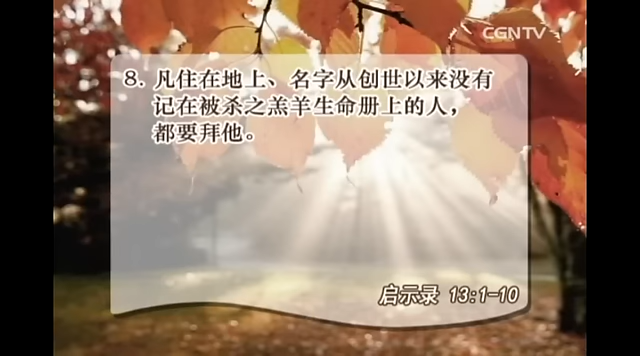 CGNTV
8. 凡住在地上、名字从创世以来没有
记在被杀之羔羊生命册上的人，
都要拜他。
启示录 13:1-10